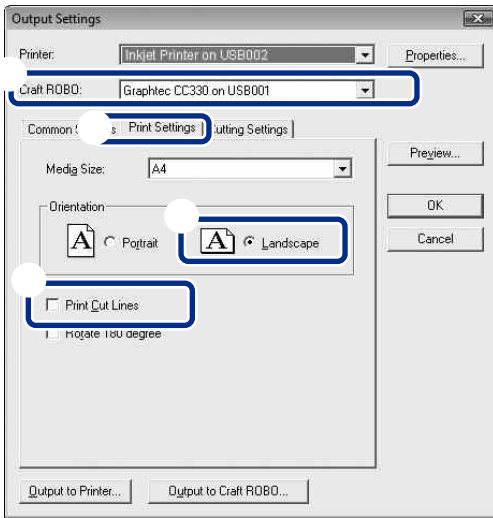 Output Settings
Printer: Inkjet Printer on USB002 Properties...
Craft ROBO: Graphtec CC330 on USB001
Common Print Settings Cutting Settings
Preview...
Media Size: A4
OK
Orientation
Cancel
A Portrait A Landscape
Print Cut Lines
Rotate 180 degree
Output to Printer... Output to Craft ROBO...